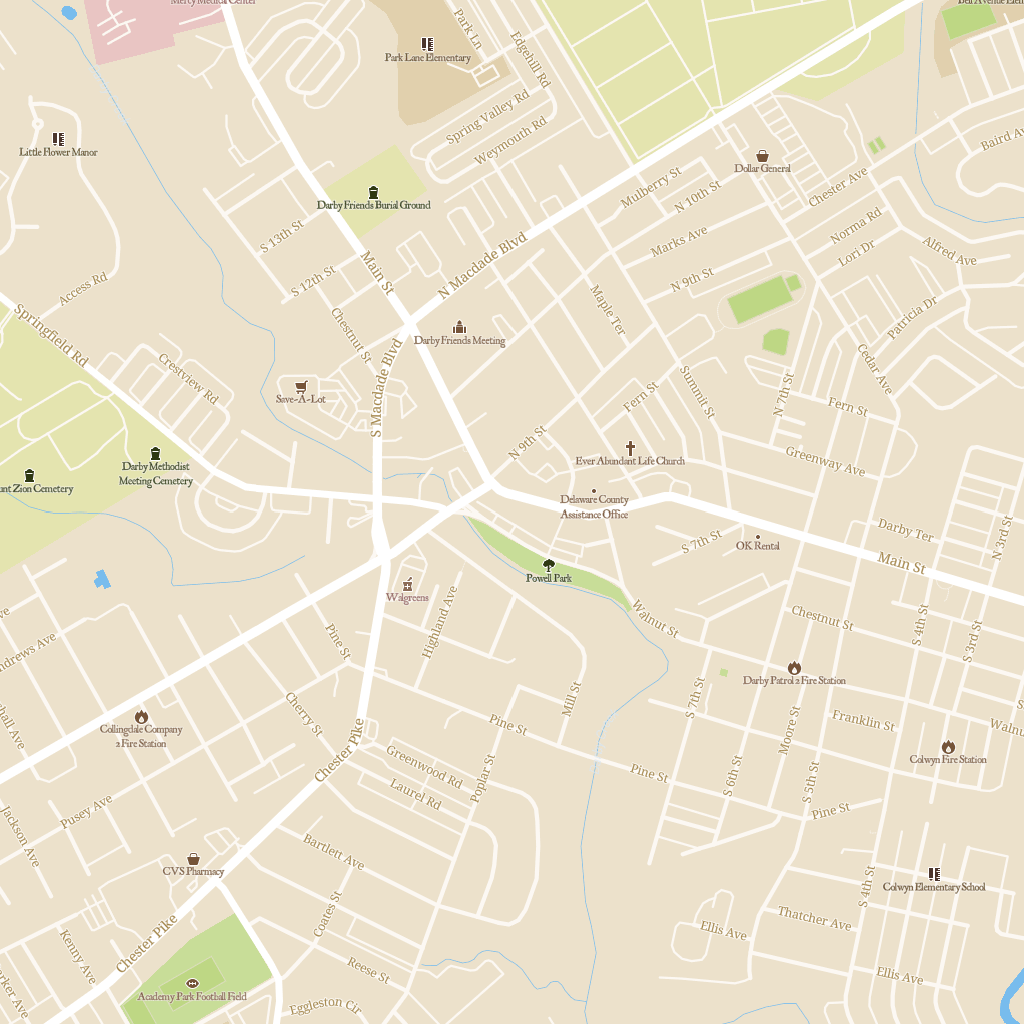 Mercy Medical Center
Park Ln
Edgehill Rd
Park Lane Elementary
Spring Valley Rd
Weymouth Rd
Little Flower Manor
Dollar General
Baird
Darby Friends Burial Ground
Mulberry St
N 10th St
Chester Ave
S 13th St
Norma Rd
Marks Ave
Lori Dr
Alfred Ave
Main St
N Macdade Blvd
S 12th St
Access Rd
N 9th St
Maple Ter
Patricia Dr
Springfield Rd
Chestnut St
Darby Friends Meeting
Cedar Ave
Crestview Rd
S Macdade Blvd
Save-A-Lot
Summit St
Fern St
N 7th St
Fern St
N 9th St
Ever Abundant Life Church
Greenway Ave
Darby Methodist
Meeting Cemetery
Zion Cemetery
Delaware County
Assistance Office
Darby Ter
N 3rd St
S 7th St
OK Rental
Main St
Powell Park
Walgreens
Highland Ave
Walnut St
Chestnut St
S 4th St
S 3rd St
Pine St
Darby Patrol 2 Fire Station
S 7th St
Mill St
Cherry St
Collingdale Company
2 Fire Station
Pine St
Moore St
Franklin St
Colwyn Fire Station
Chester Pike
Greenwood Rd
Laurel Rd
Poplar St
Pine St
S 6th St
S 5th St
Pine St
Pusey Ave
Jackson Ave
Bartlett Ave
CVS Pharmacy
Colwyn Elementary School
S 4th St
Coates St
Thatcher Ave
Ellis Ave
Chester Pike
Kenny Ave
Reese St
Ellis Ave
Academy Park Football Field
Eggleston Cir